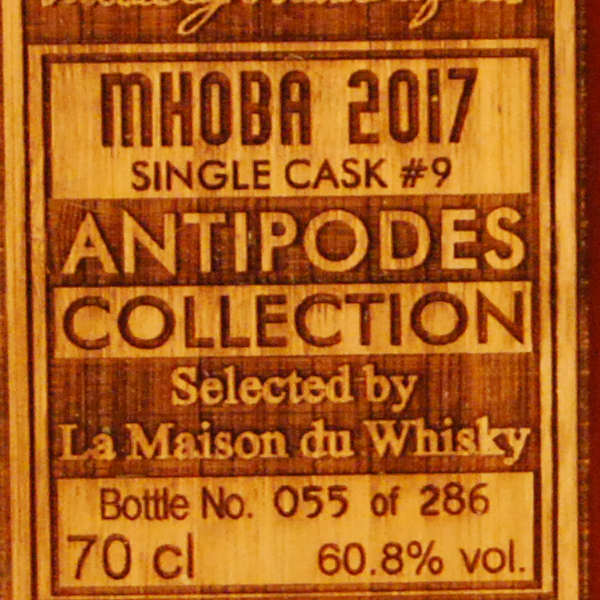 MHOBA 2017
SINGLE CASK #9
ANTIPODES
COLLECTION
Selected by
La Maison du Whisky
Bottle No. 055 of 286
70 cl 60.8% vol.